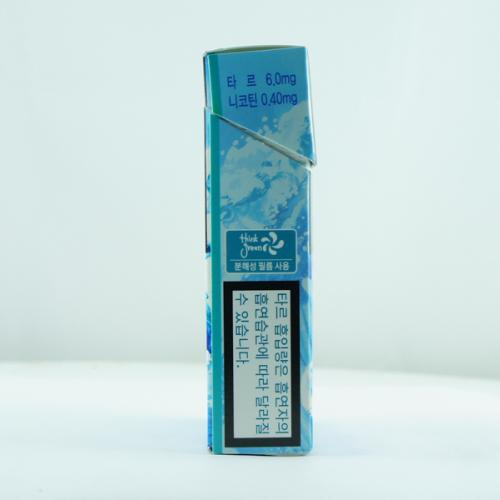 타 르 6.0mg
니코틴 0.40mg
think
green
분해성 필름 사용
타르 흡입량은 흡연자의
흡연습관에 따라 달라질
수 있습니다.